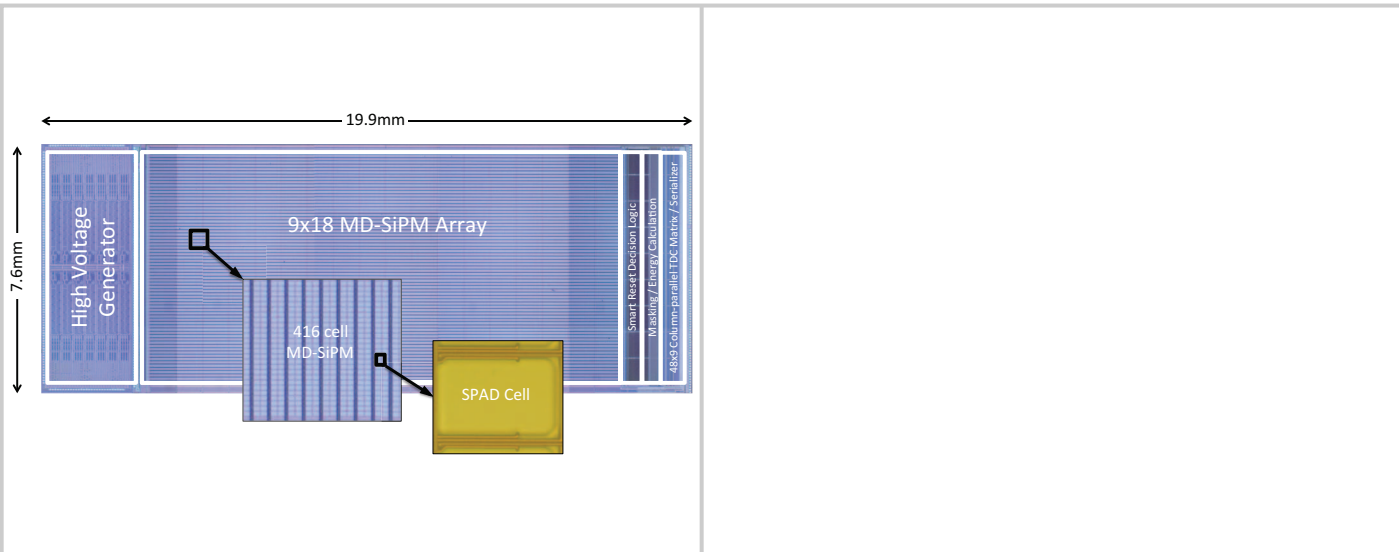 19.9mm
7.6mm
High Voltage
Generator
9x18 MD-SiPM Array
Smart Reset Decision Logic
Masking / Energy Calculation
48x9 Column-parallel TDC Matrix / Serializer
416 cell
MD-SiPM
SPAD Cell